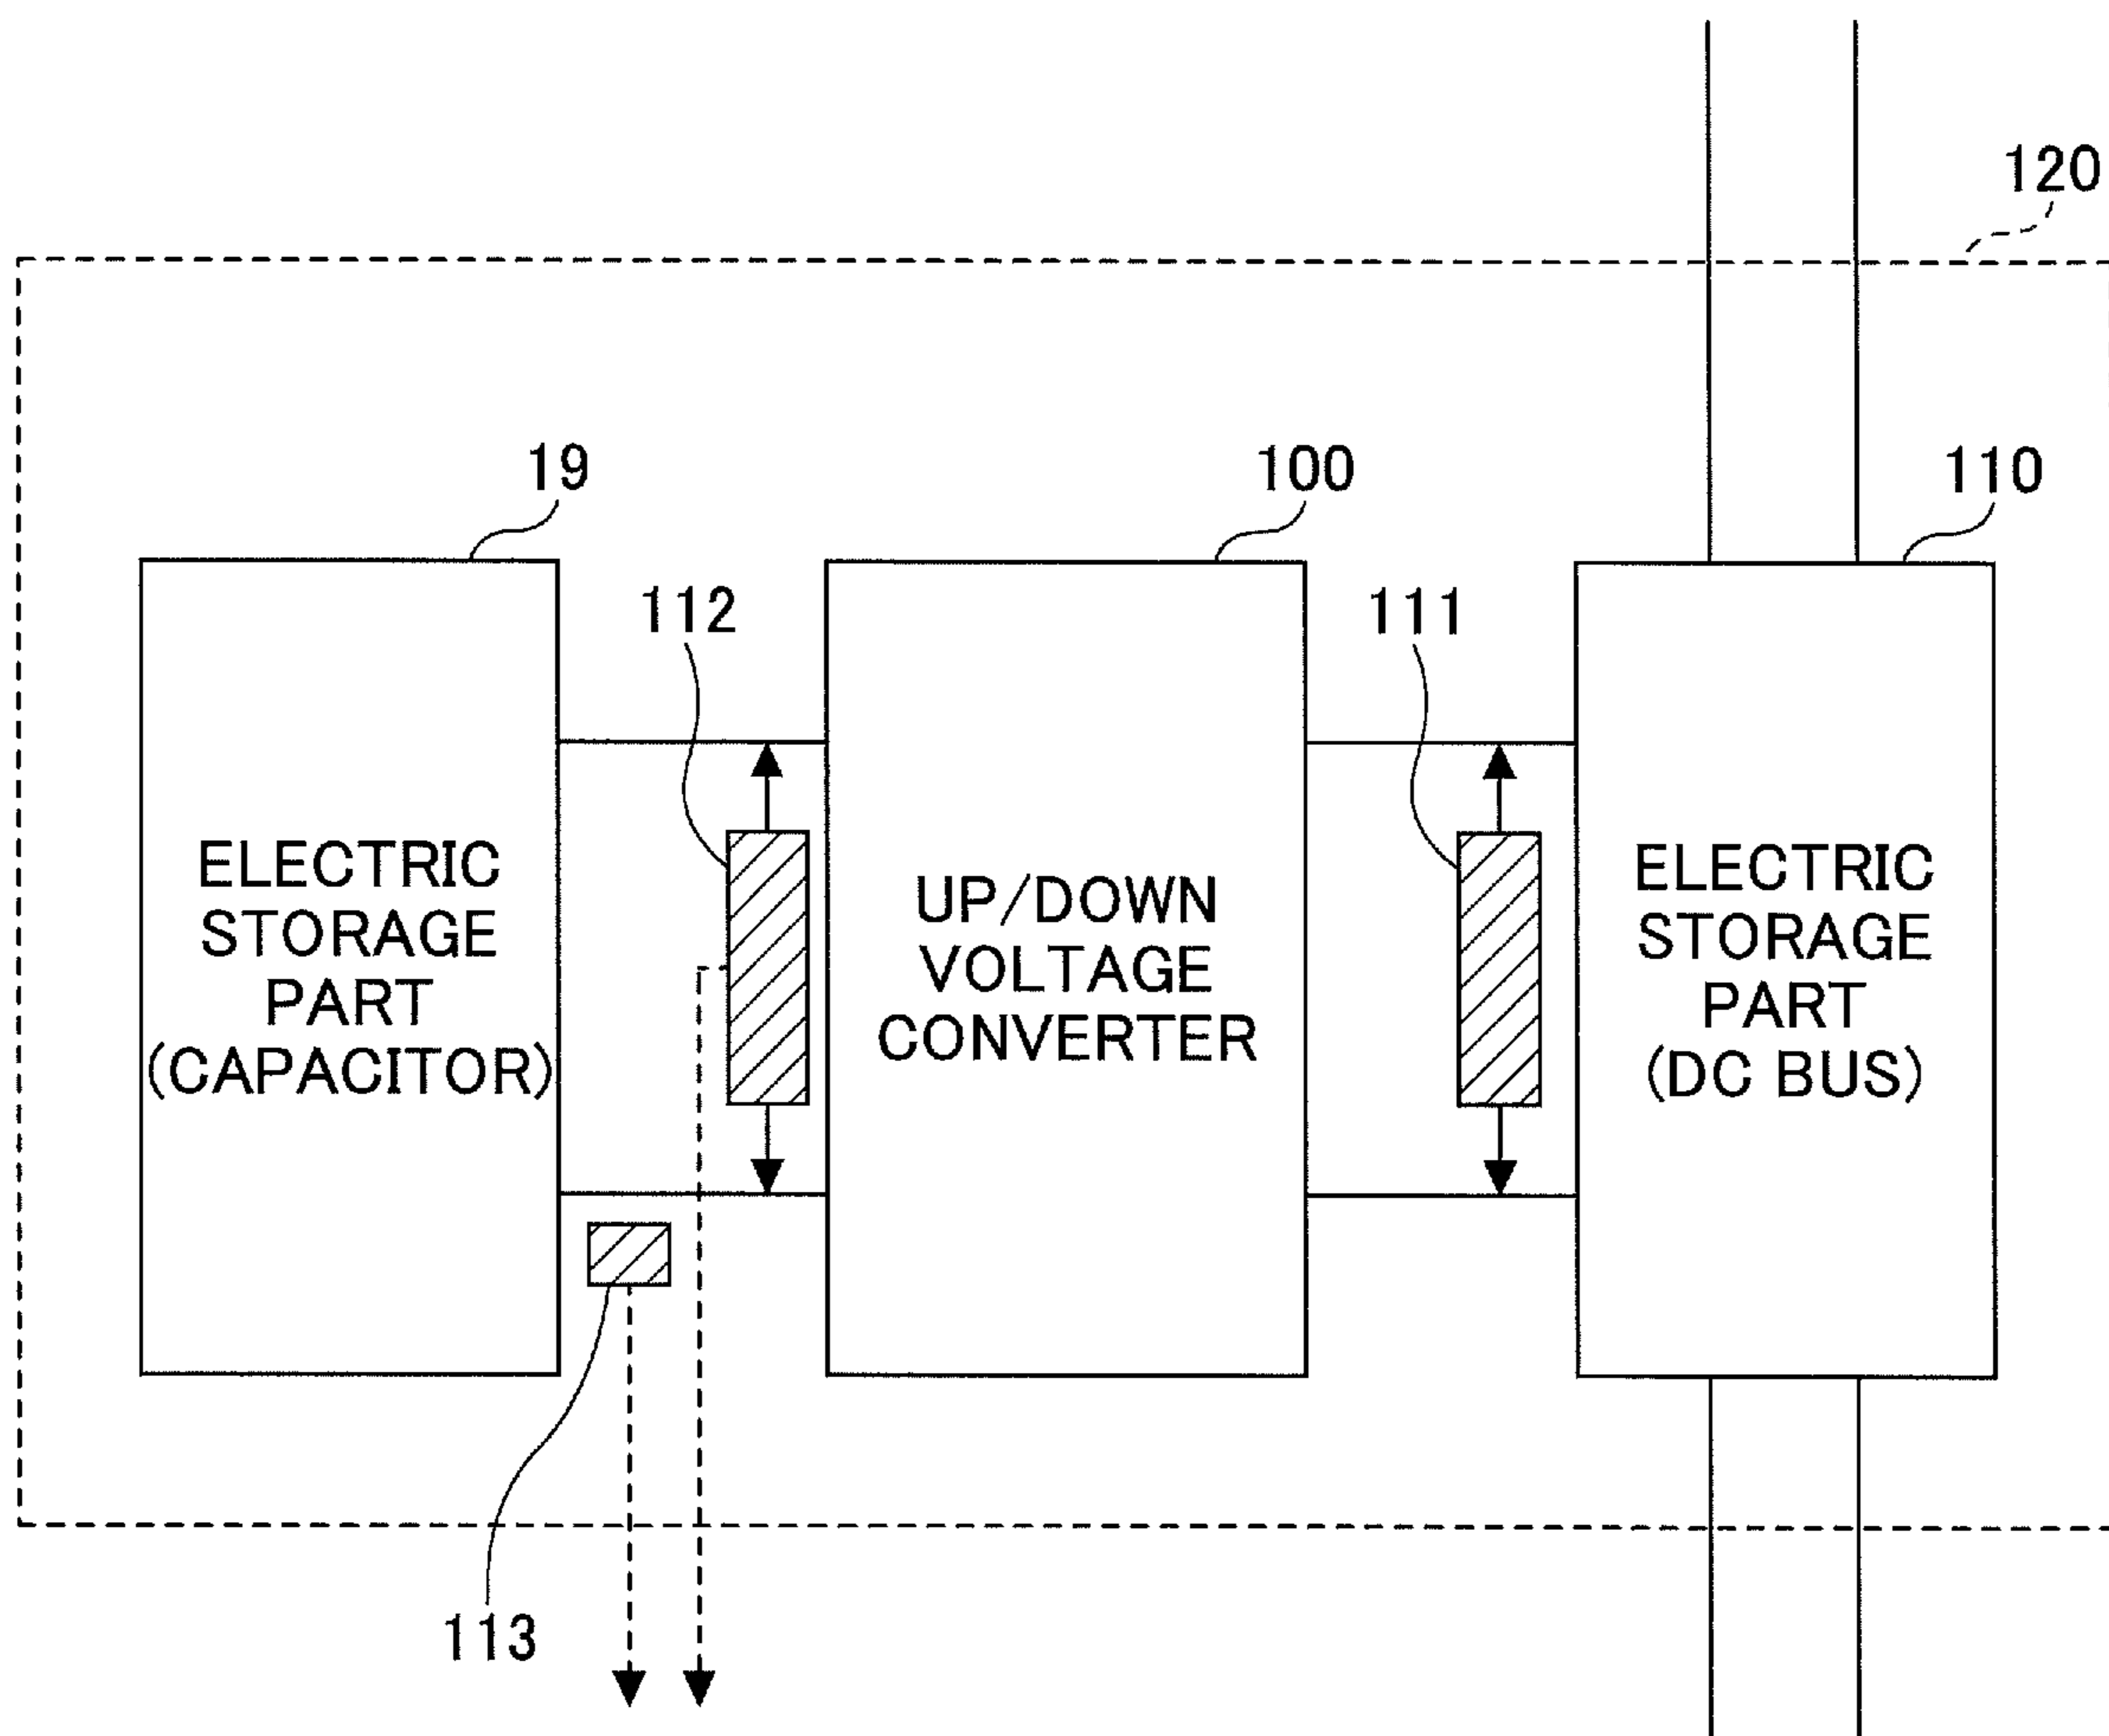 120
19
100
110
112
111
ELECTRIC
STORAGE
PART
(CAPACITOR)
UP/DOWN
VOLTAGE
CONVERTER
ELECTRIC
STORAGE
PART
(DC BUS)
113